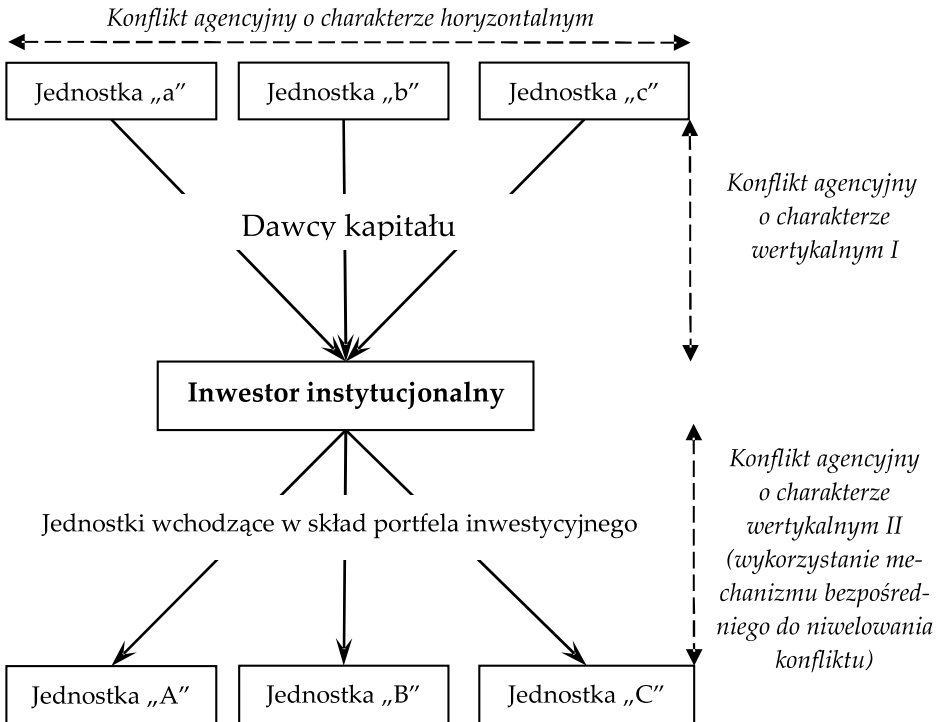 Konflikt agencyjny o charakterze horyzontalnym
Jednostka „a”
Jednostka „b”
Jednostka „c”
Konflikt agencyjny
o charakterze
wertykalnym I
Dawcy kapitału
Inwestor instytucjonalny
Konflikt agencyjny
o charakterze
wertykalnym II
(wykorzystanie me-
chanizmu bezpośred-
niego do niwelowania
konfliktu)
Jednostki wchodzące w skład portfela inwestycyjnego
Jednostka „A”
Jednostka „B”
Jednostka „C”